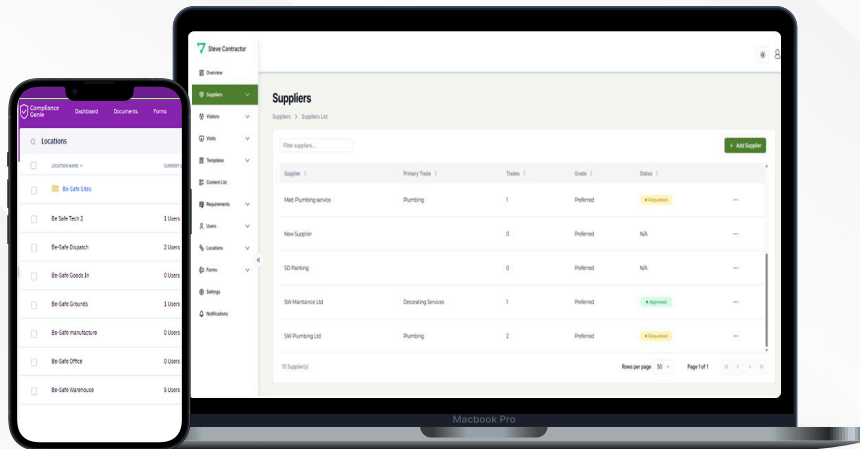 Compliance
Genie
Dashboard Documents Forms
Locations
LOCATION NAME CURRENT
Be-Safe Sites
Be Safe Tech 2 1 Users
Be-Safe Dispatch 2 Users
Be-Safe Goods In 0 Users
Be-Safe Grounds 1 Users
Be-Safe manufacture 0 Users
Be-Safe Office 0 Users
Be-Safe Warehouse 5 Users
Steve Contractor
Overview
Suppliers
Visitors
Visits
Templates
Content List
Requirements
Users
Locations
Forms
Settings
Notifications
Suppliers
Suppliers > Suppliers List
Filter suppliers...
+ Add Supplier
Supplier Primary Trade Trades Grade Status
Matt Plumbing service Plumbing 1 Preferred Requested ...
New Supplier 0 Preferred N/A ...
SD Painting 0 Preferred N/A ...
SW Maintaince Ltd Decorating Services 1 Preferred Approved ...
SW Plumbing Ltd Plumbing 2 Preferred Requested ...
Supplier(s) Rows per page 50 Page 1 of 1
Macbook Pro